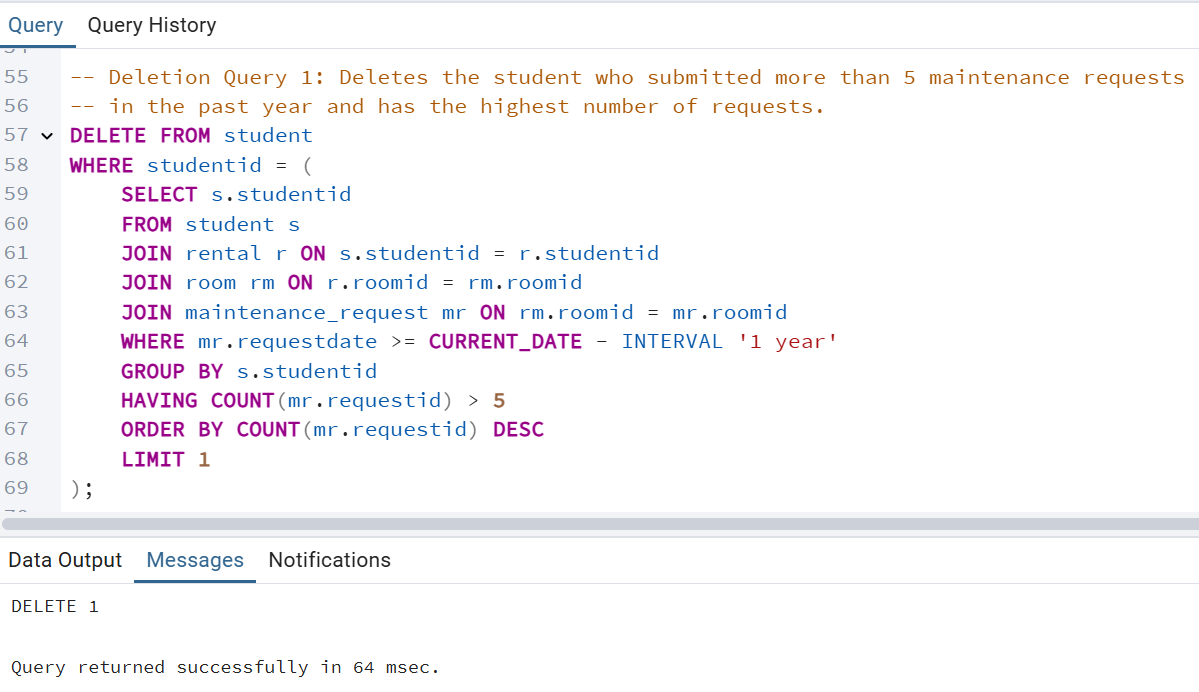 Query Query History
55 -- Deletion Query 1: Deletes the student who submitted more than 5 maintenance requests
56 -- in the past year and has the highest number of requests.
57 DELETE FROM student
58 WHERE studentid = (
59 SELECT s.studentid
60 FROM student s
61 JOIN rental r ON s.studentid = r.studentid
62 JOIN room rm ON r.roomid = rm.roomid
63 JOIN maintenance_request mr ON rm.roomid = mr.roomid
64 WHERE mr.requestdate >= CURRENT_DATE - INTERVAL '1 year'
65 GROUP BY s.studentid
66 HAVING COUNT(mr.requestid) > 5
67 ORDER BY COUNT(mr.requestid) DESC
68 LIMIT 1
69 );
Data Output Messages Notifications
DELETE 1
Query returned successfully in 64 msec.